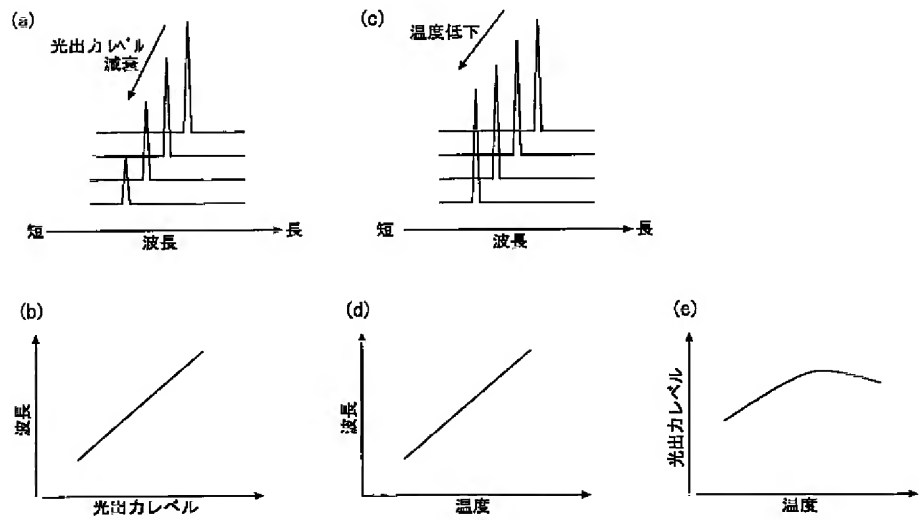 (a)
光出力レベル
減衰
短
波長
長
(c)
温度低下
短
波長
長
(b)
波長
光出力レベル
(d)
波長
温度
(e)
光出力レベル
温度